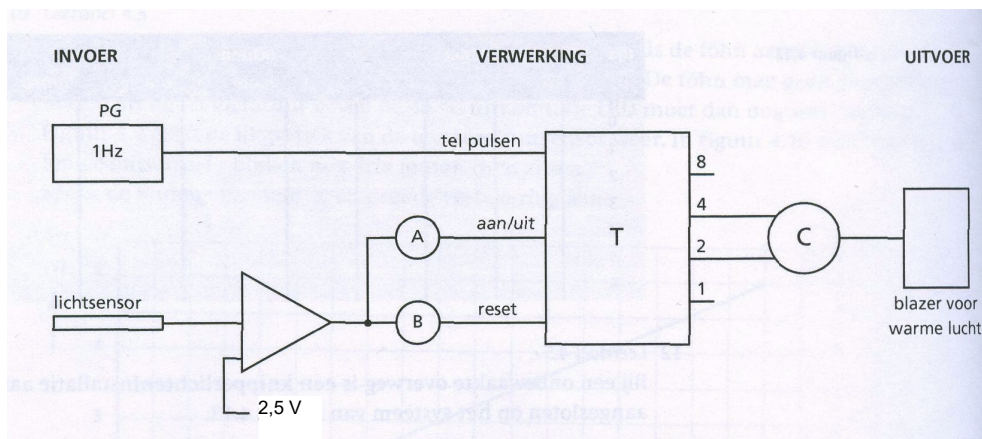 INVOER
VERWERKING
UITVOER
PG
1Hz
tel pulsen
aan/uit
reset
A
B
T
8
4
2
1
C
lichtsensor
2,5 V
blazer voor
warme lucht